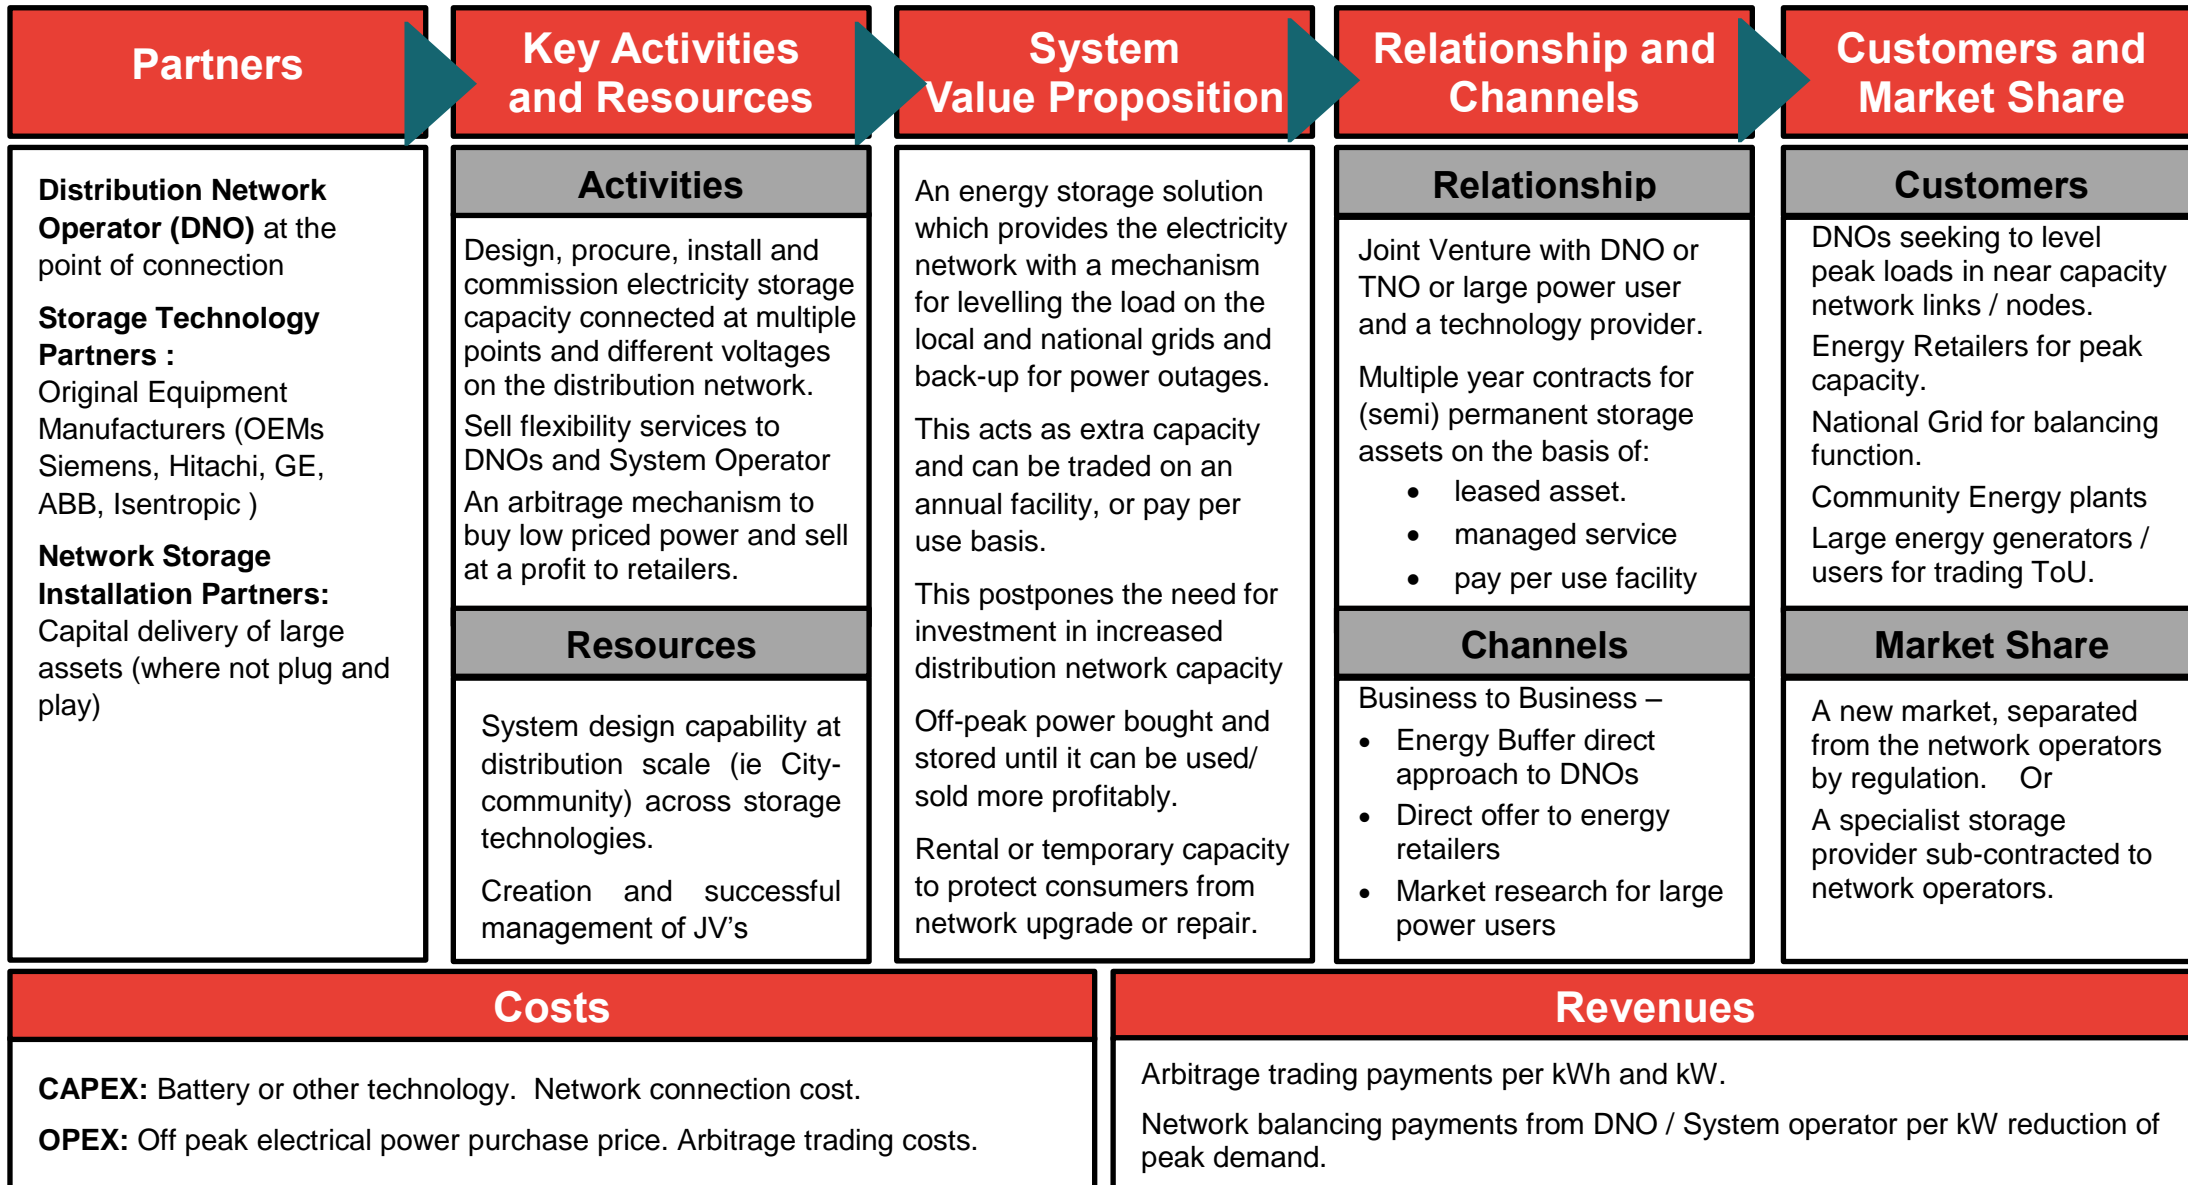 Partners
Key Activities
and Resources
System
Value Proposition
Relationship and
Channels
Customers and
Market Share
Distribution Network
Operator (DNO) at the
point of connection
Storage Technology
Partners :
Original Equipment
Manufacturers (OEMs
Siemens, Hitachi, GE,
ABB, Isentropic )
Network Storage
Installation Partners:
Capital delivery of large
assets (where not plug and
play)
Activities
Design, procure, install and
commission electricity storage
capacity connected at multiple
points and different voltages
on the distribution network.
Sell flexibility services to
DNOs and System Operator
An arbitrage mechanism to
buy low priced power and sell
at a profit to retailers.
Resources
System design capability at
distribution scale (ie City-
community) across storage
technologies.
Creation and successful
management of JV's
An energy storage solution
which provides the electricity
network with a mechanism
for levelling the load on the
local and national grids and
back-up for power outages.
This acts as extra capacity
and can be traded on an
annual facility, or pay per
use basis.
This postpones the need for
investment in increased
distribution network capacity
Off-peak power bought and
stored until it can be used/
sold more profitably.
Rental or temporary capacity
to protect consumers from
network upgrade or repair.
Relationship
Joint Venture with DNO or
TNO or large power user
and a technology provider.
Multiple year contracts for
(semi) permanent storage
assets on the basis of:
• leased asset.
• managed service
• pay per use facility
Channels
Business to Business –
• Energy Buffer direct
approach to DNOs
• Direct offer to energy
retailers
• Market research for large
power users
Customers
DNOs seeking to level
peak loads in near capacity
network links / nodes.
Energy Retailers for peak
capacity.
National Grid for balancing
function.
Community Energy plants
Large energy generators /
users for trading ToU.
Market Share
A new market, separated
from the network operators
by regulation. Or
A specialist storage
provider sub-contracted to
network operators.
Costs
CAPEX: Battery or other technology. Network connection cost.
OPEX: Off peak electrical power purchase price. Arbitrage trading costs.
Revenues
Arbitrage trading payments per kWh and kW.
Network balancing payments from DNO / System operator per kW reduction of
peak demand.